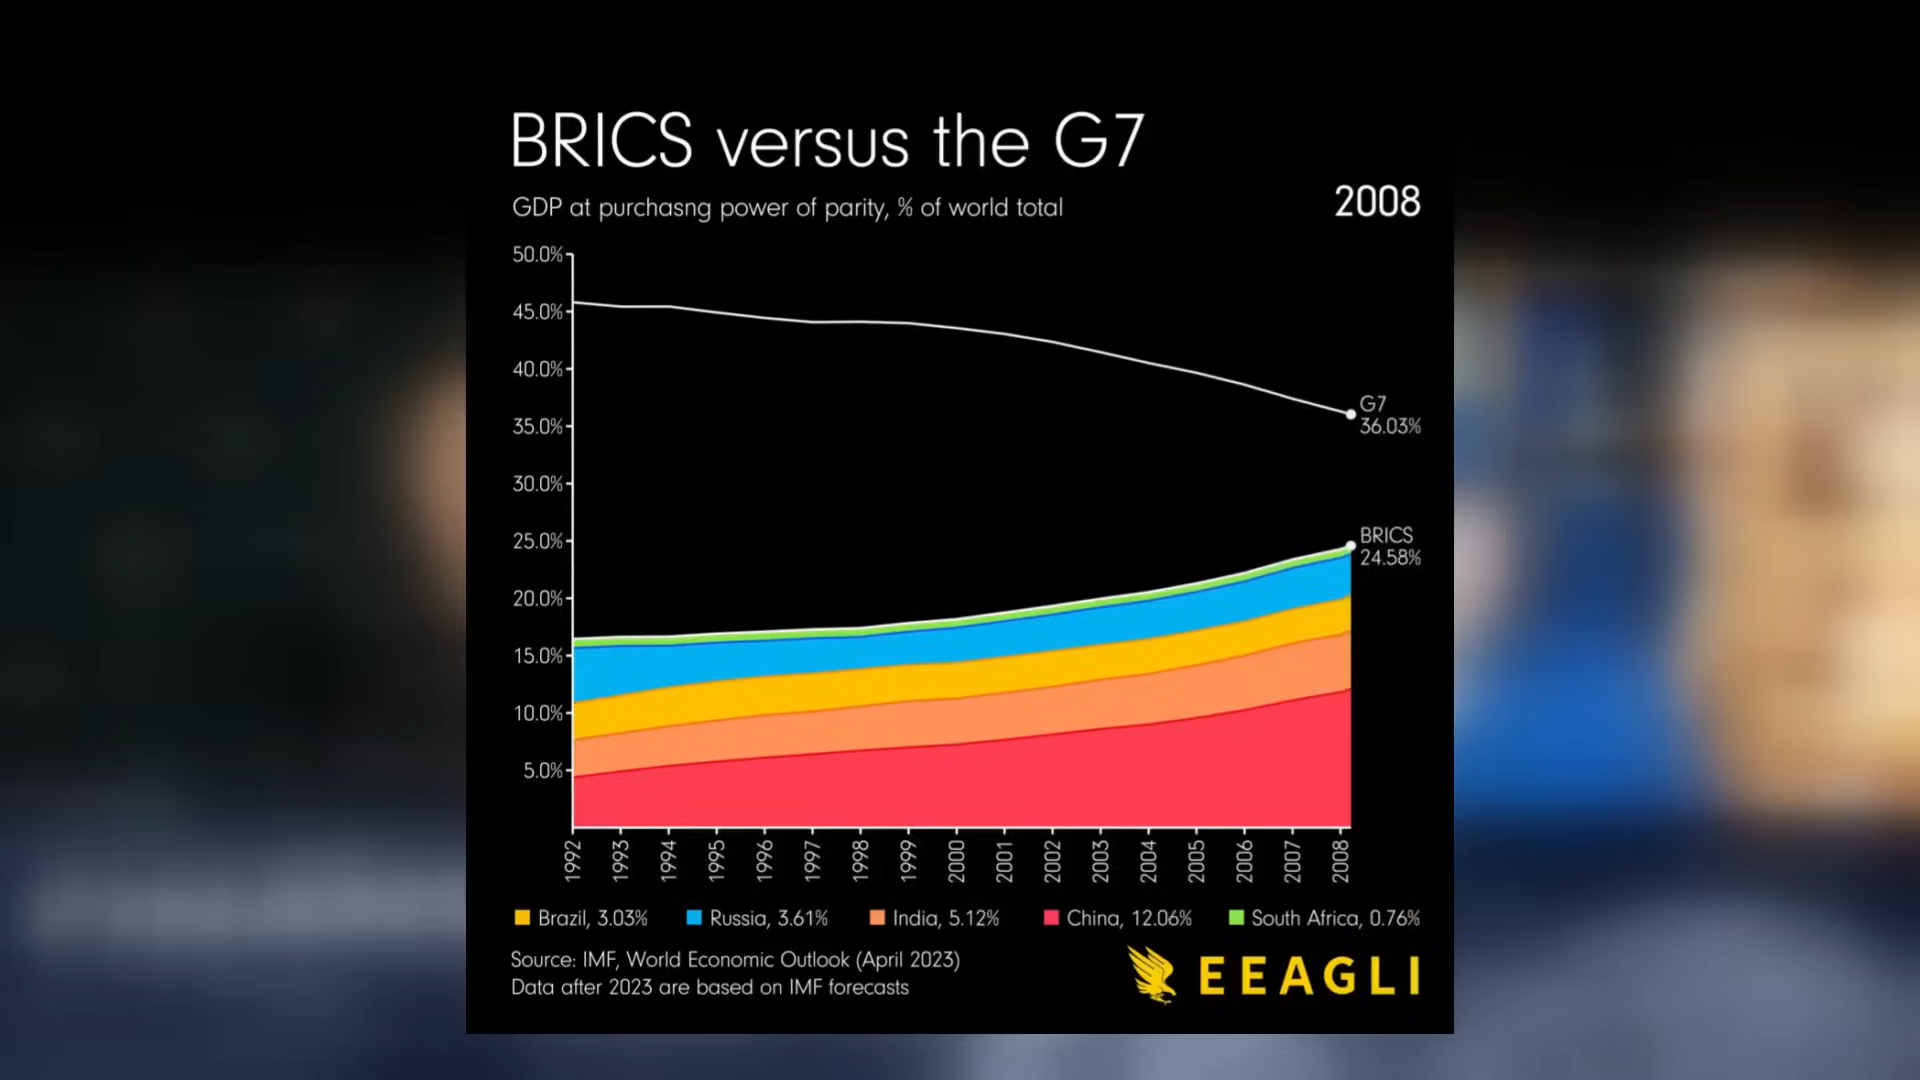 BRICS versus the G7
GDP at purchasng power of parity, % of world total
2008
50.0%
45.0%
40.0%
35.0%
30.0%
25.0%
20.0%
15.0%
10.0%
5.0%
G7
36.03%
BRICS
24.58%
1992
1993
1994
1995
1996
1997
1998
1999
2000
2001
2002
2003
2004
2005
2006
2007
2008
Brazil, 3.03%
Russia, 3.61%
India, 5.12%
China, 12.06%
South Africa, 0.76%
Source: IMF, World Economic Outlook (April 2023)
Data after 2023 are based on IMF forecasts
EEAGLI